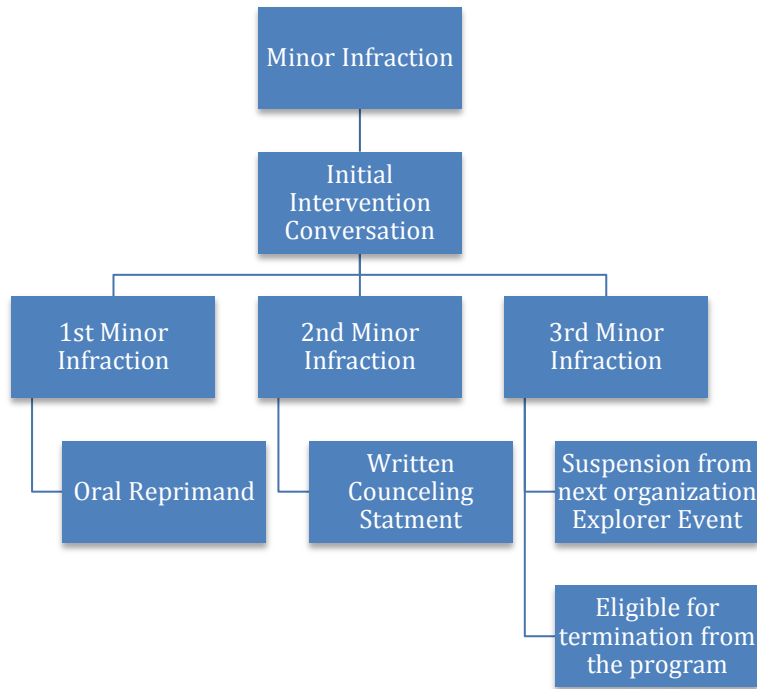 Minor Infraction
Initial
Intervention
Conversation
1st Minor
Infraction
Oral Reprimand
2nd Minor
Infraction
Written
Counceling
Statment
3rd Minor
Infraction
Suspension from
next organization
Explorer Event
Eligible for
termination from
the program